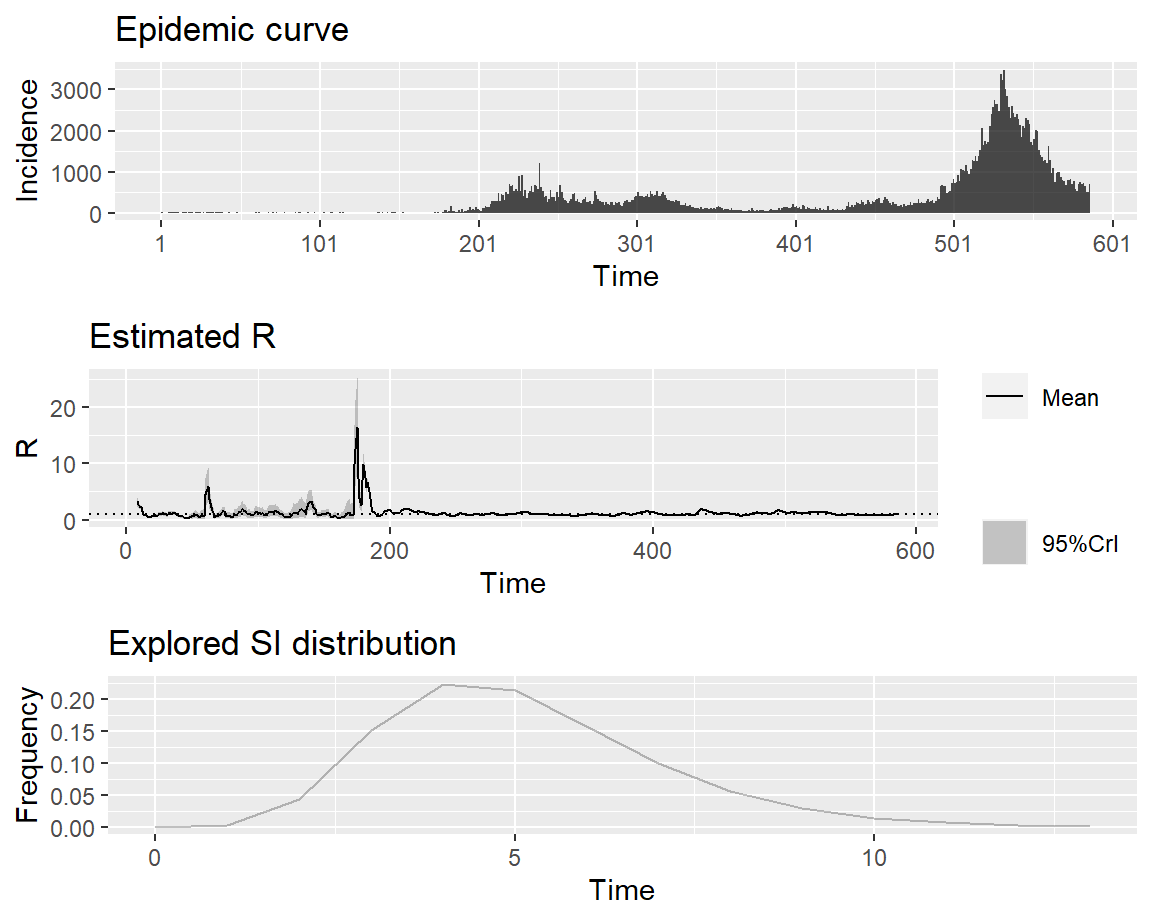 Epidemic curve
Incidence
3000
2000
1000
0
1 101 201 301 401 501 601
Time
Estimated R
R
20
10
0
0 200 400 600
Time
Mean
95%CrI
Explored SI distribution
Frequency
0.20
0.15
0.10
0.05
0.00
0 5 10
Time